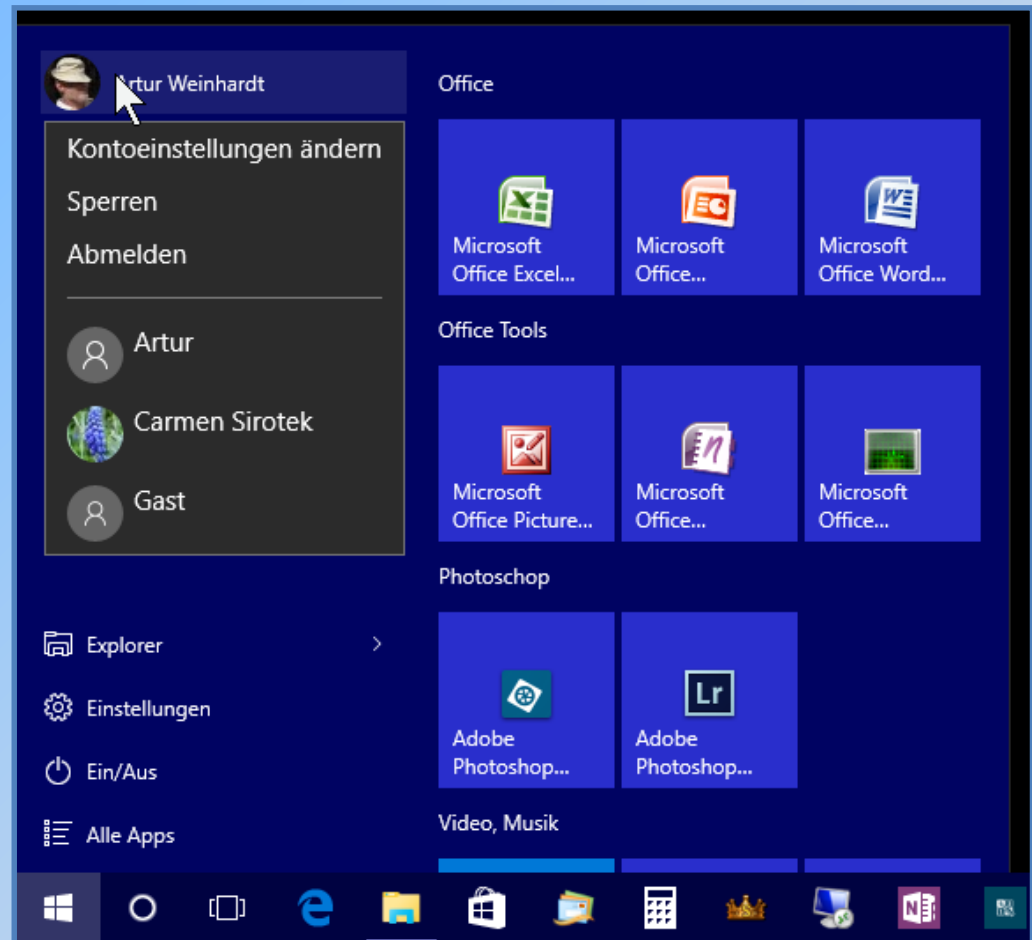 Artur Weinhardt
Kontoeinstellungen ändern
Sperren
Abmelden
Artur
Carmen Sirotek
Gast
Explorer
Einstellungen
Ein/Aus
Alle Apps
Office
Microsoft
Office Excel...
Microsoft
Office...
Microsoft
Office Word...
Office Tools
Microsoft
Office Picture...
Microsoft
Office...
Microsoft
Office...
Photoschop
Lr
Adobe
Photoshop...
Adobe
Photoshop...
Video, Musik